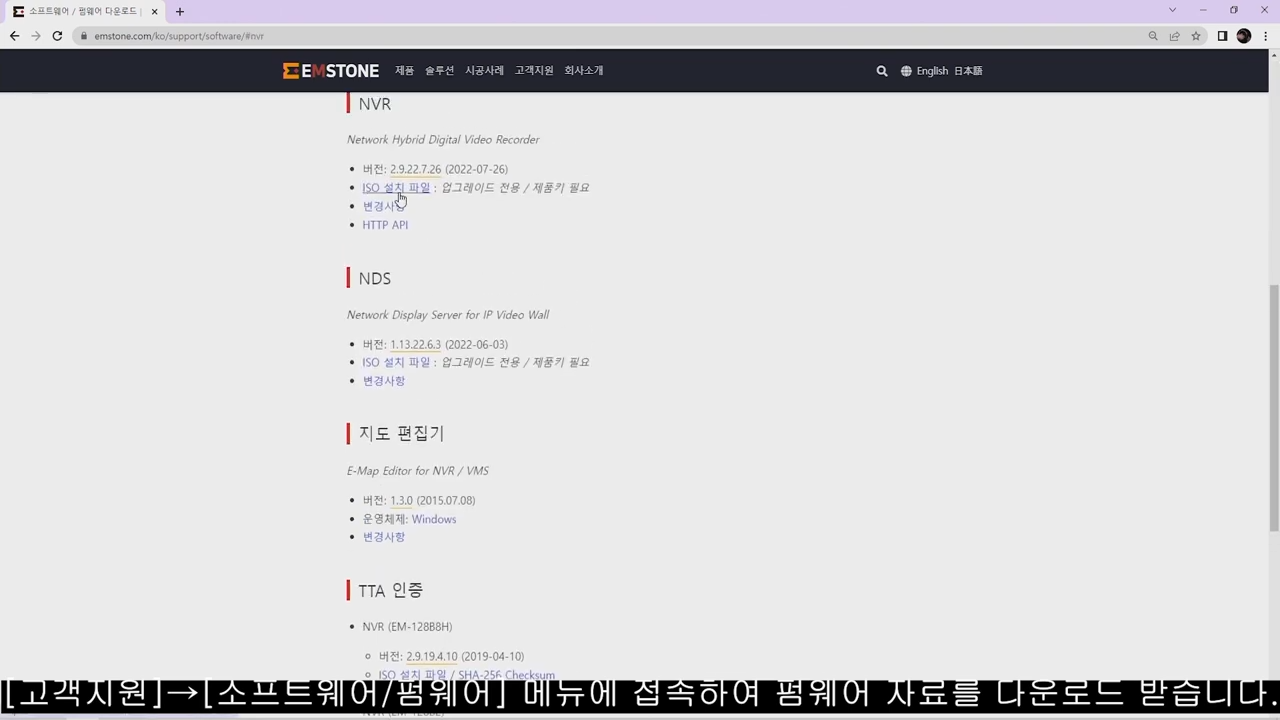 소프트웨어 / 펌웨어 다운로드 |
emstone.com/ko/support/software/#nvr
EMSTONE 제품 솔루션 시공사례 고객지원 회사소개 English 日本語
NVR
Network Hybrid Digital Video Recorder
버전: 2.9.22.7.26 (2022-07-26)
ISO 설치 파일 : 업그레이드 전용 / 제품키 필요
변경사항
HTTP API
NDS
Network Display Server for IP Video Wall
버전: 1.13.22.6.3 (2022-06-03)
ISO 설치 파일 : 업그레이드 전용 / 제품키 필요
변경사항
지도 편집기
E-Map Editor for NVR / VMS
버전: 1.3.0 (2015.07.08)
운영체제: Windows
변경사항
TTA 인증
NVR (EM-128B8H)
버전: 2.9.19.4.10 (2019-04-10)
ISO 설치 파일 / SHA-256 Checksum
[고객지원]→[소프트웨어/펌웨어] 메뉴에 접속하여 펌웨어 자료를 다운로드 받습니다.